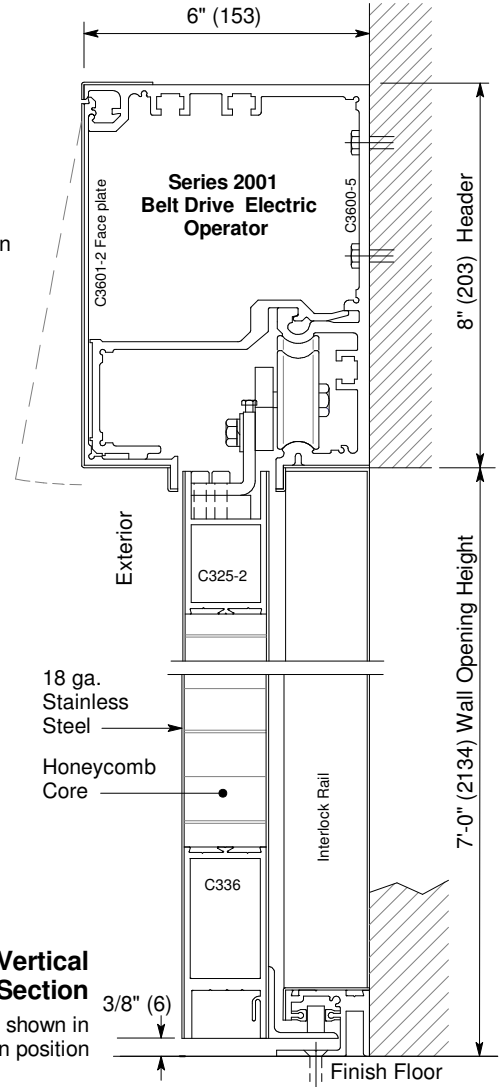 6" (153)
Series 2001
Belt Drive Electric
Operator
C3601-2 Face plate
C3600-5
8" (203) Header
n
Exterior
C325-2
18 ga.
Stainless
Steel
Honeycomb
Core
Interlock Rail
7'-0" (2134) Wall Opening Height
C336
Vertical
Section
shown in
n position
3/8" (6)
Finish Floor